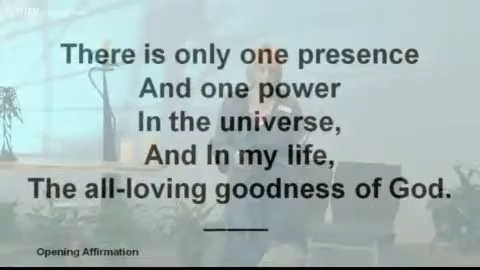 There is only one presence
And one power
In the universe,
And In my life,
The all-loving goodness of God.
Opening Affirmation